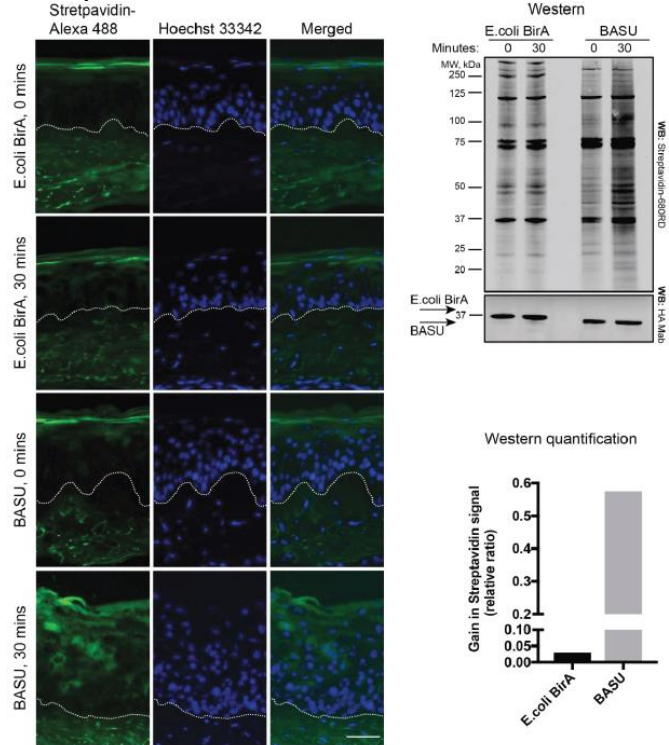 Stretpavidin-
Alexa 488
Hoechst 33342
Merged
E.coli BirA, 0 mins
E.coli BirA, 30 mins
BASU, 0 mins
BASU, 30 mins
Western
E.coli BirA
BASU
Minutes:
0
30
0
30
MW, kDa
250
125
75
50
37
25
20
WB: Streptavidin-680RD
E.coli BirA
37
BASU
WB: HA Mab
Western quantification
Gain in Streptavidin signal
(relative ratio)
0.6
0.5
0.4
0.3
0.2
0.10
0.05
0.00
E.coli BirA
BASU